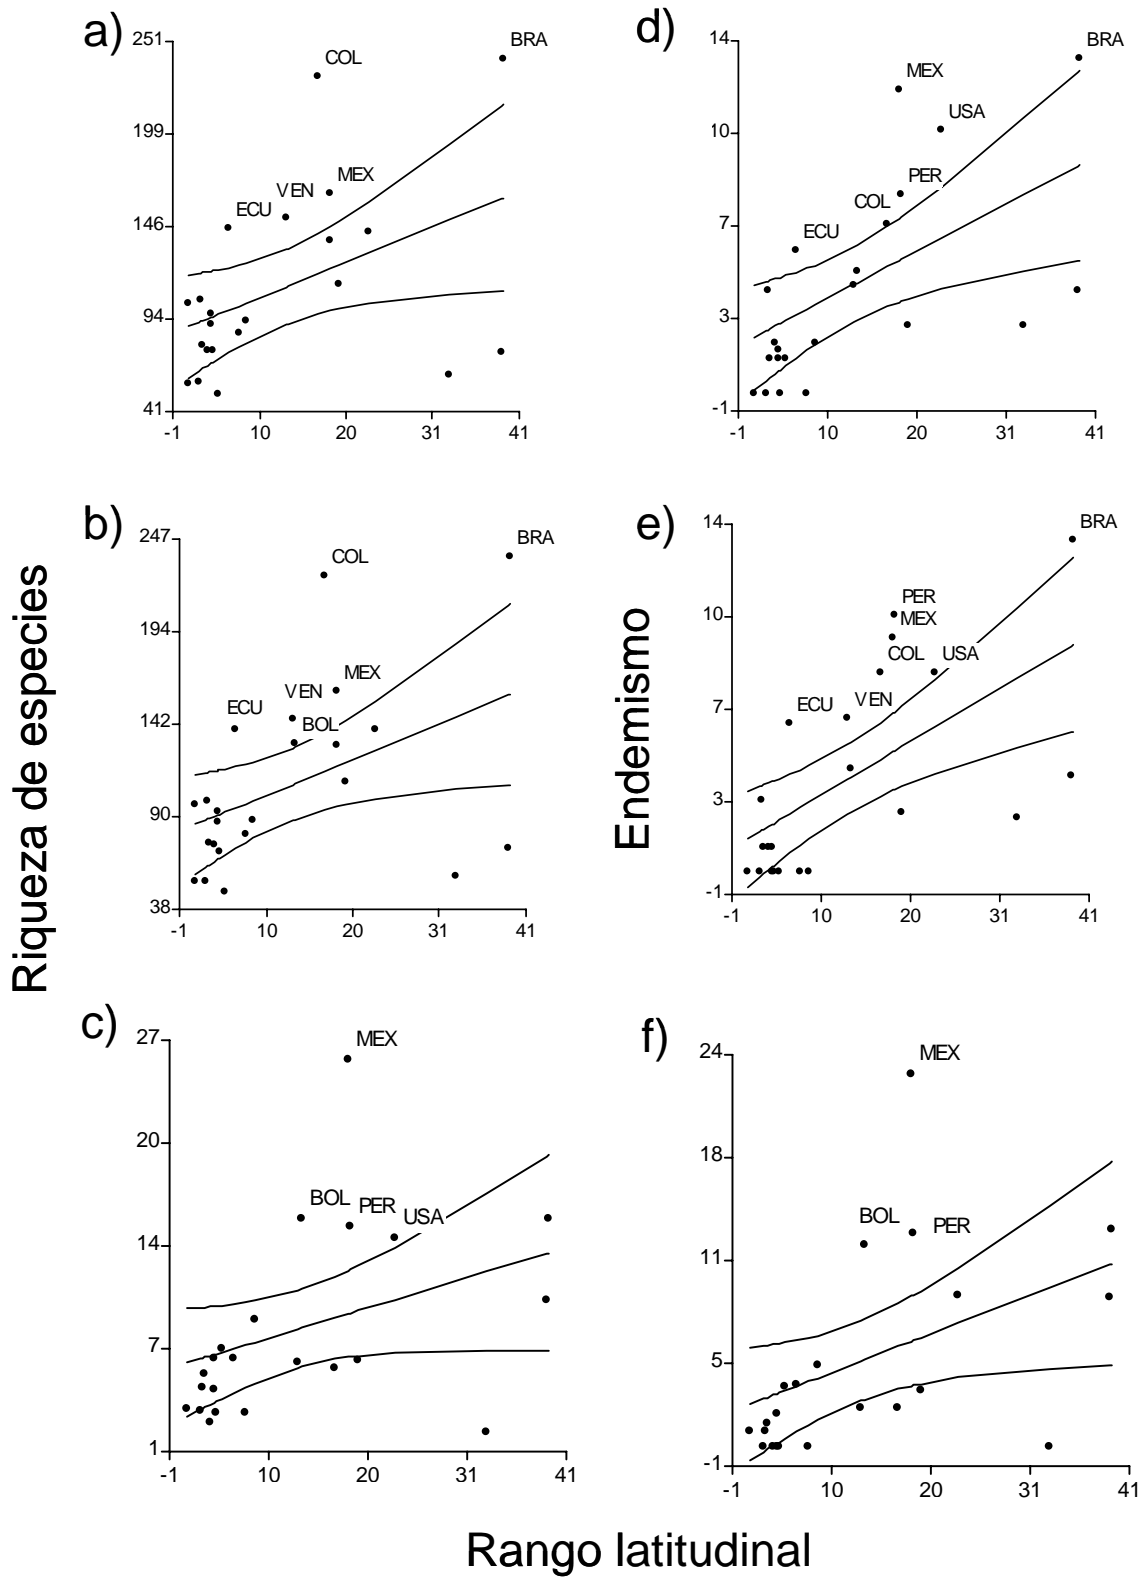 a)
251
199
146
94
41
-1
10
20
31
41
COL
BRA
VEN
MEX
ECU
d)
14
10
7
3
-1
-1
10
20
31
41
BRA
MEX
USA
PER
COL
ECU
b)
247
194
142
90
38
-1
10
20
31
41
BRA
COL
VEN
MEX
ECU
BOL
e)
14
10
7
3
-1
-1
10
20
31
41
BRA
PER
MEX
COL
USA
ECU
VEN
c)
27
20
14
7
1
-1
10
20
31
41
MEX
BOL
PER
USA
f)
24
18
11
5
-1
-1
10
20
31
41
MEX
BOL
PER
Riqueza de especies
Endemismo
Rango latitudinal